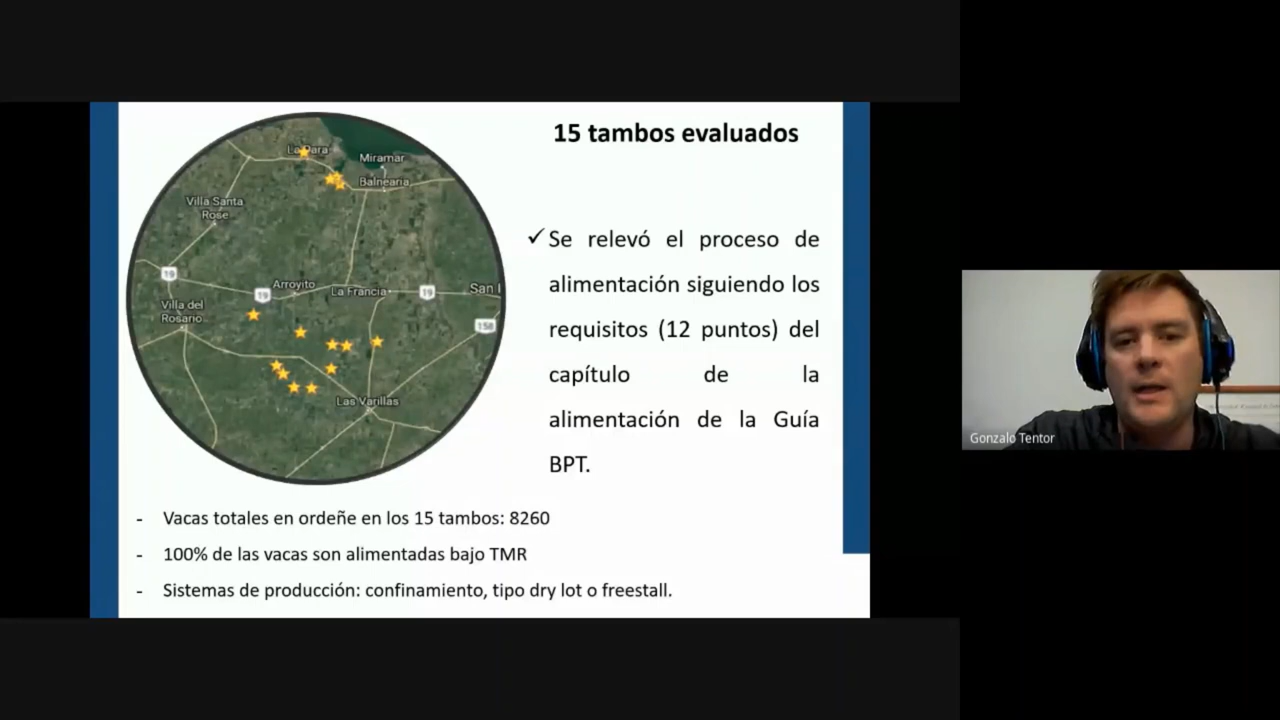 15 tambos evaluados
La Para
Miramar
Balnearia
Villa Santa
Rose
19
Arroyito
19
La Francia
19
San
Villa del
Rosario
158
Las Varillas
✓ Se relevó el proceso de
alimentación siguiendo los
requisitos (12 puntos) del
capítulo de la
alimentación de la Guía
BPT.
- Vacas totales en ordeñe en los 15 tambos: 8260
- 100% de las vacas son alimentadas bajo TMR
- Sistemas de producción: confinamiento, tipo dry lot o freestall.
Gonzalo Tentor